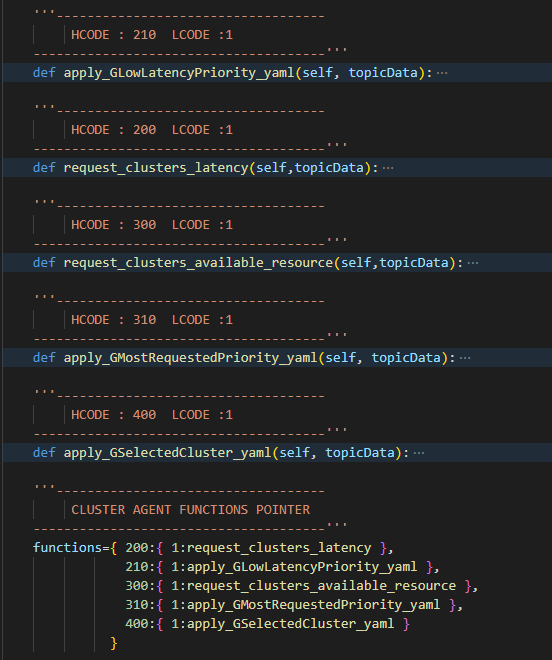 '''-----------------------------------
HCODE : 210  LCODE :1
--------------------------------------'''
def apply_GLowLatencyPriority_yaml(self, topicData):···
'''-----------------------------------
HCODE : 200  LCODE :1
--------------------------------------'''
def request_clusters_latency(self,topicData):···
'''-----------------------------------
HCODE : 300  LCODE :1
--------------------------------------'''
def request_clusters_available_resource(self,topicData):···
'''-----------------------------------
HCODE : 310  LCODE :1
--------------------------------------'''
def apply_GMostRequestedPriority_yaml(self, topicData):···
'''-----------------------------------
HCODE : 400  LCODE :1
--------------------------------------'''
def apply_GSelectedCluster_yaml(self, topicData):···
'''-----------------------------------
CLUSTER AGENT FUNCTIONS POINTER
--------------------------------------'''
functions={ 200:{ 1:request_clusters_latency },
210:{ 1:apply_GLowLatencyPriority_yaml },
300:{ 1:request_clusters_available_resource },
310:{ 1:apply_GMostRequestedPriority_yaml },
400:{ 1:apply_GSelectedCluster_yaml }
}